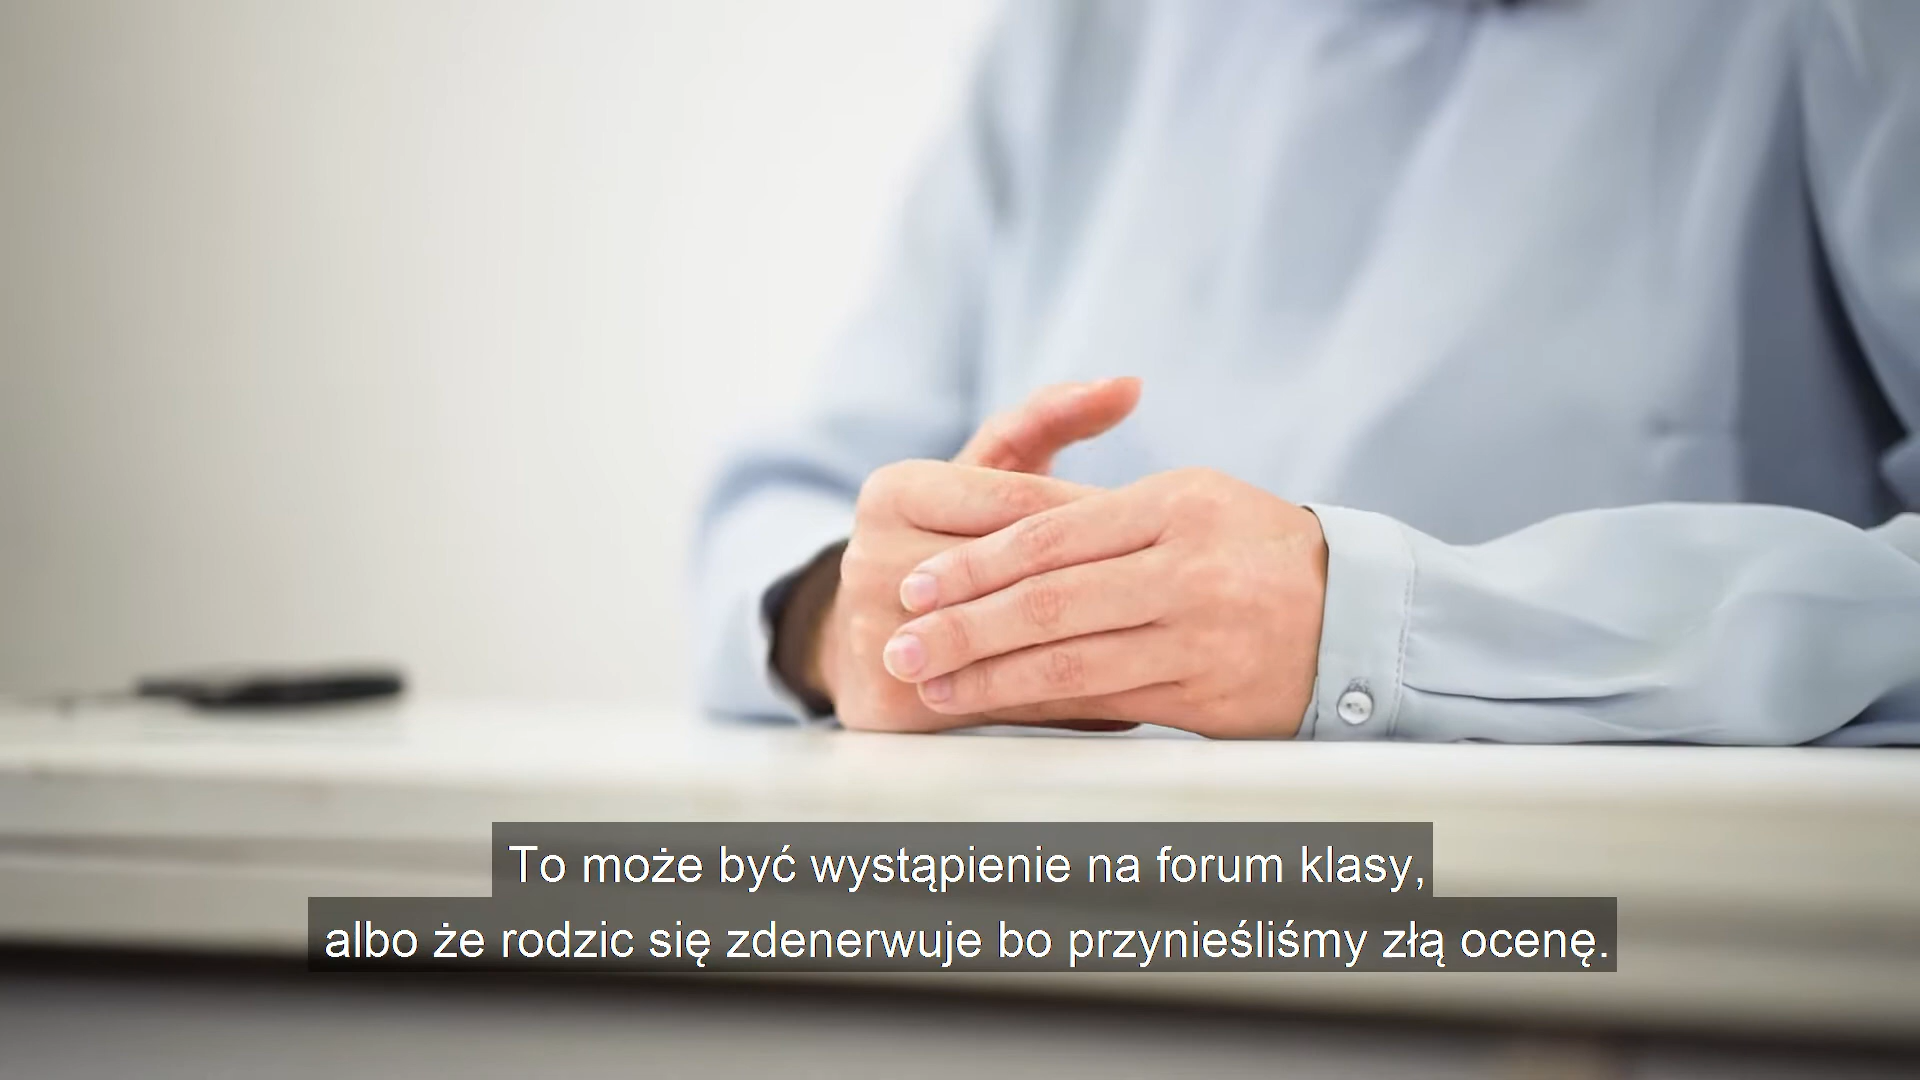 To może być wystąpienie na forum klasy,
albo że rodzic się zdenerwuje bo przynieśliśmy złą ocenę.